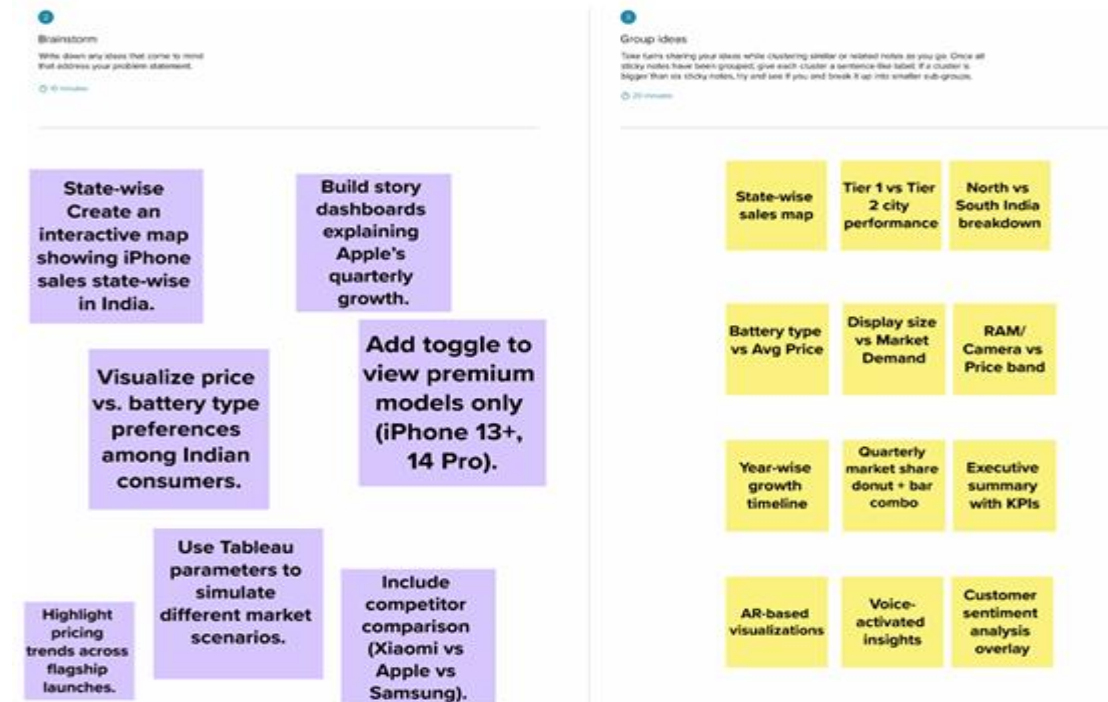 2
Brainstorm
Write down any ideas that come to mind
that address your problem statement.
10 minutes
State-wise
Create an
interactive map
showing iPhone
sales state-wise
in India.
Build story
dashboards
explaining
Apple's
quarterly
growth.
Visualize price
vs. battery type
preferences
among Indian
consumers.
Add toggle to
view premium
models only
(iPhone 13+,
14 Pro).
Use Tableau
parameters to
simulate
different market
scenarios.
Highlight
pricing
trends across
flagship
launches.
Include
competitor
comparison
(Xiaomi vs
Apple vs
Samsung).
3
Group ideas
Take turns sharing your ideas while clustering similar or related notes as you go. Once all
sticky notes have been grouped, give each cluster a sentence-like label. If a cluster is
bigger than six sticky notes, try and see if you and break it up into smaller sub-groups.
20 minutes
State-wise
sales map
Tier 1 vs Tier
2 city
performance
North vs
South India
breakdown
Battery type
vs Avg Price
Display size
vs Market
Demand
RAM/
Camera vs
Price band
Year-wise
growth
timeline
Quarterly
market share
donut + bar
combo
Executive
summary
with KPIs
AR-based
visualizations
Voice-
activated
insights
Customer
sentiment
analysis
overlay